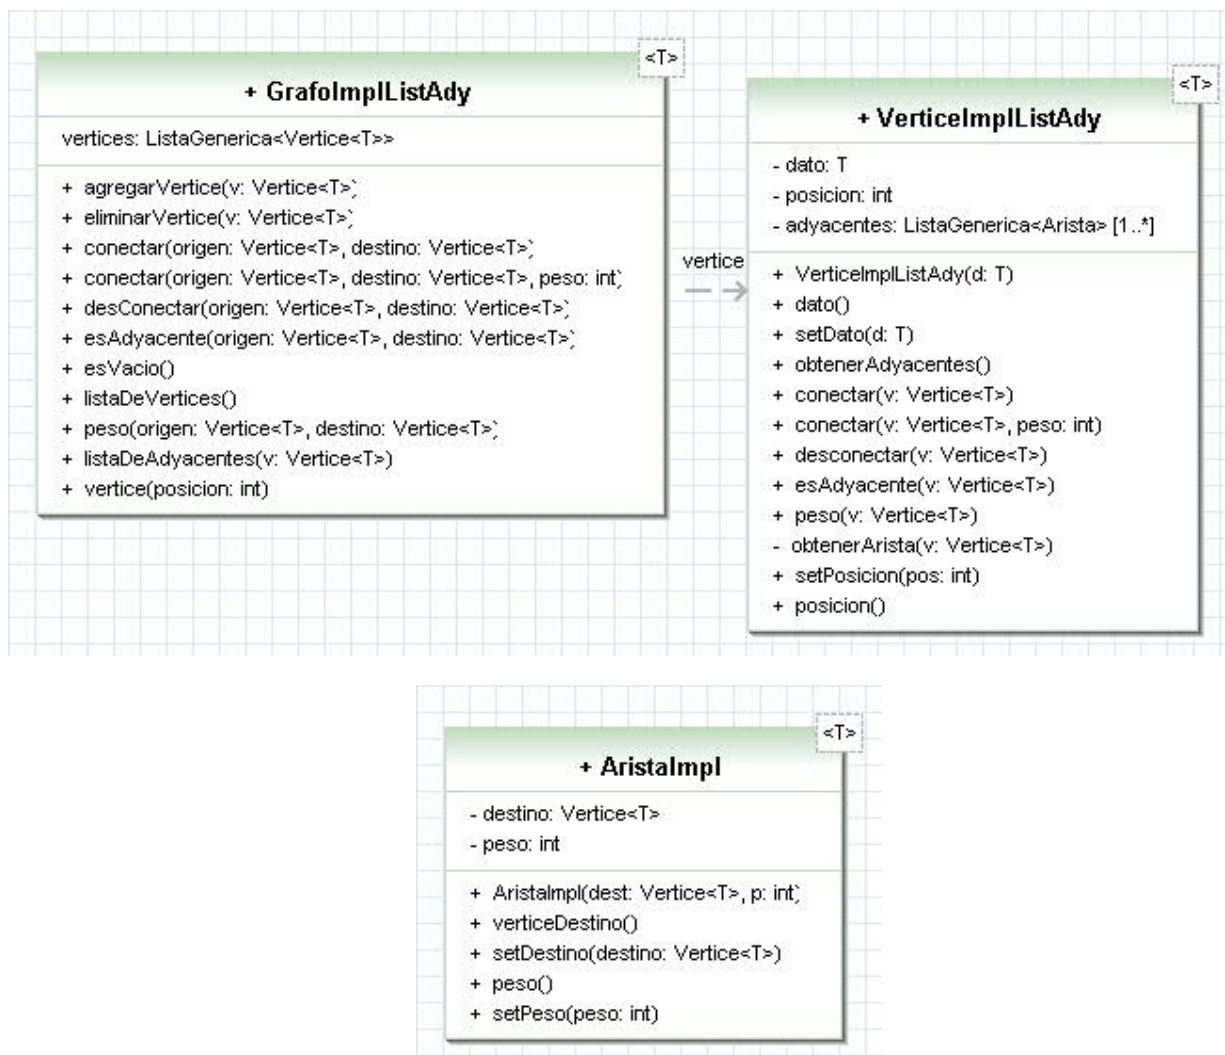 <T>
+ GrafoImplListAdy
vertices: ListaGenerica<Vertice<T>>
+ agregarVertice(v: Vertice<T>)
+ eliminarVertice(v: Vertice<T>)
+ conectar(origen: Vertice<T>, destino: Vertice<T>)
+ conectar(origen: Vertice<T>, destino: Vertice<T>, peso: int)
+ desConectar(origen: Vertice<T>, destino: Vertice<T>)
+ esAdyacente(origen: Vertice<T>, destino: Vertice<T>)
+ esVacio()
+ listaDeVertices()
+ peso(origen: Vertice<T>, destino: Vertice<T>)
+ listaDeAdyacentes(v: Vertice<T>)
+ vertice(posicion: int)
vertice
<T>
+ VerticeImplListAdy
- dato: T
- posicion: int
- adyacentes: ListaGenerica<Arista> [1..*]
+ VerticeImplListAdy(d: T)
+ dato()
+ setDato(d: T)
+ obtenerAdyacentes()
+ conectar(v: Vertice<T>)
+ conectar(v: Vertice<T>, peso: int)
+ desconectar(v: Vertice<T>)
+ esAdyacente(v: Vertice<T>)
+ peso(v: Vertice<T>)
- obtenerArista(v: Vertice<T>)
+ setPosicion(pos: int)
+ posicion()
<T>
+ AristaImpl
- destino: Vertice<T>
- peso: int
+ AristaImpl(dest: Vertice<T>, p: int)
+ verticeDestino()
+ setDestino(destino: Vertice<T>)
+ peso()
+ setPeso(peso: int)